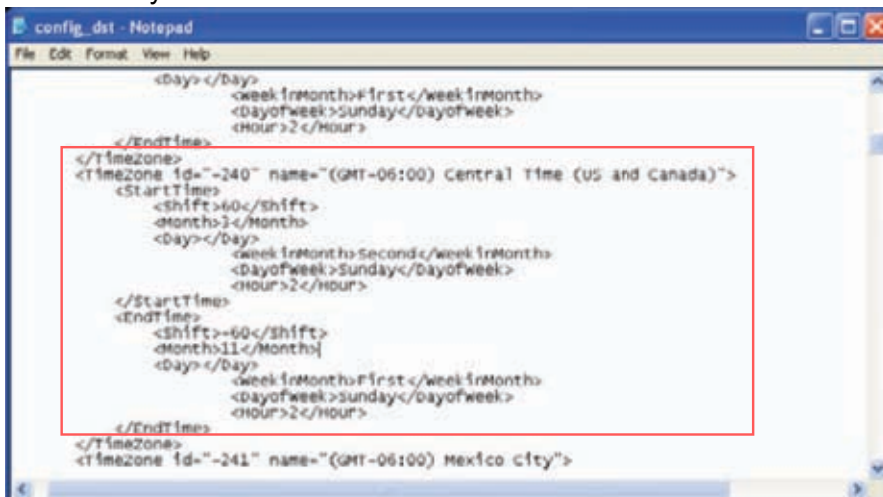 config_dst - Notepad
File Edit Format View Help
<Day></Day>
<WeekinMonth>First</WeekinMonth>
<DayofWeek>Sunday</DayofWeek>
<Hour>2</Hour>
</EndTime>
</TimeZone>
<TimeZone id="-240" name="(GMT-06:00) Central Time (US and Canada)">
<StartTime>
<Shift>60</Shift>
<Month>3</Month>
<Day></Day>
<WeekinMonth>Second</WeekinMonth>
<DayofWeek>Sunday</DayofWeek>
<Hour>2</Hour>
</StartTime>
<EndTime>
<Shift>-60</Shift>
<Month>11</Month>
<Day></Day>
<WeekinMonth>First</WeekinMonth>
<DayofWeek>Sunday</DayofWeek>
<Hour>2</Hour>
</EndTime>
</TimeZone>
<TimeZone id="-241" name="(GMT-06:00) Mexico City">